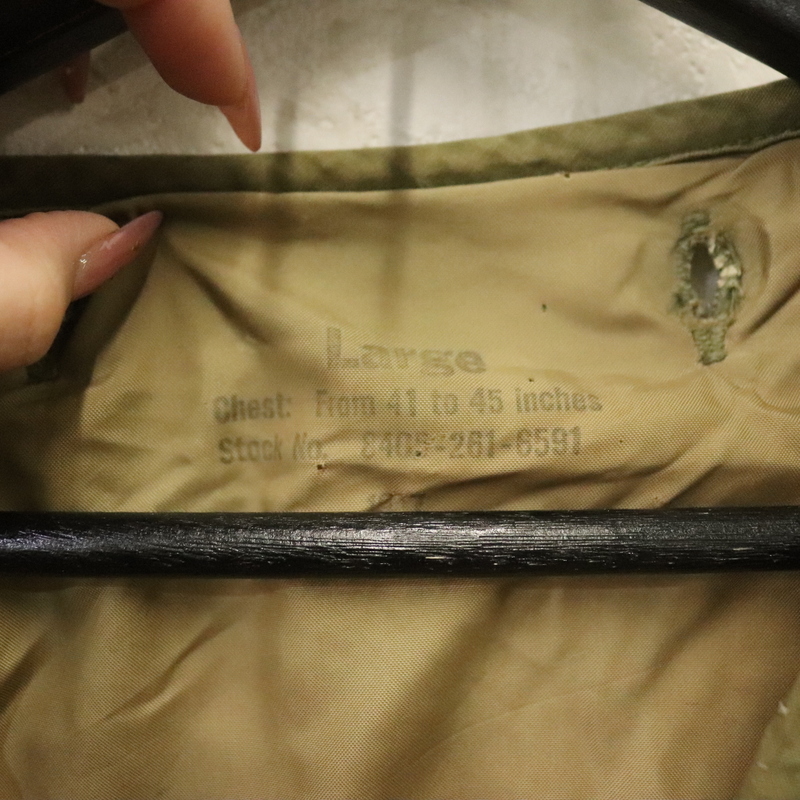 Large
Chest: From 41 to 45 inches
Stock No. 8405-261-6591